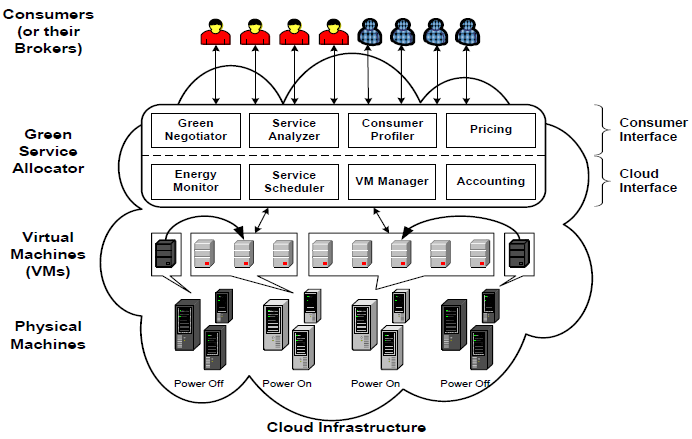 Consumers
(or their
Brokers)
Green
Negotiator
Service
Analyzer
Consumer
Profiler
Pricing
Consumer
Interface
Green
Service
Allocator
Energy
Monitor
Service
Scheduler
VM Manager
Accounting
Cloud
Interface
Virtual
Machines
(VMs)
Physical
Machines
Power Off
Power On
Power On
Power Off
Cloud Infrastructure